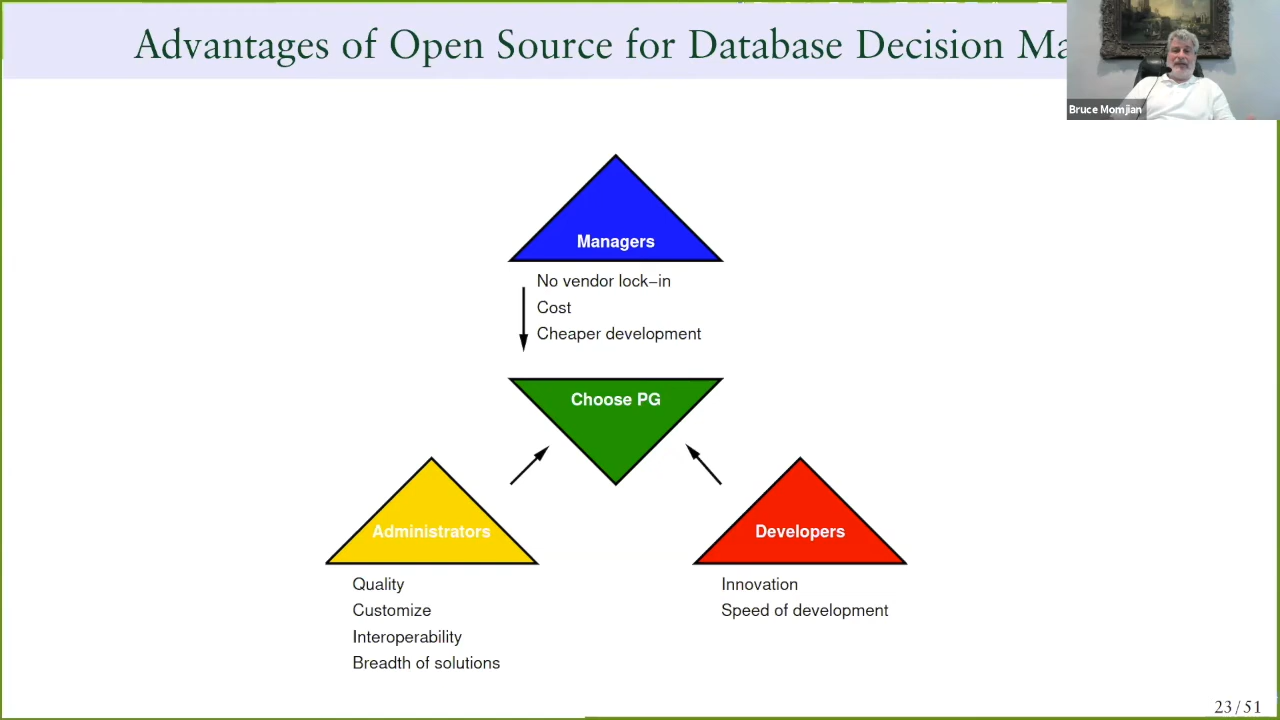 Advantages of Open Source for Database Decision Ma
Bruce Momjian
Managers
No vendor lock–in
Cost
Cheaper development
Choose PG
Administrators
Quality
Customize
Interoperability
Breadth of solutions
Developers
Innovation
Speed of development
23/51